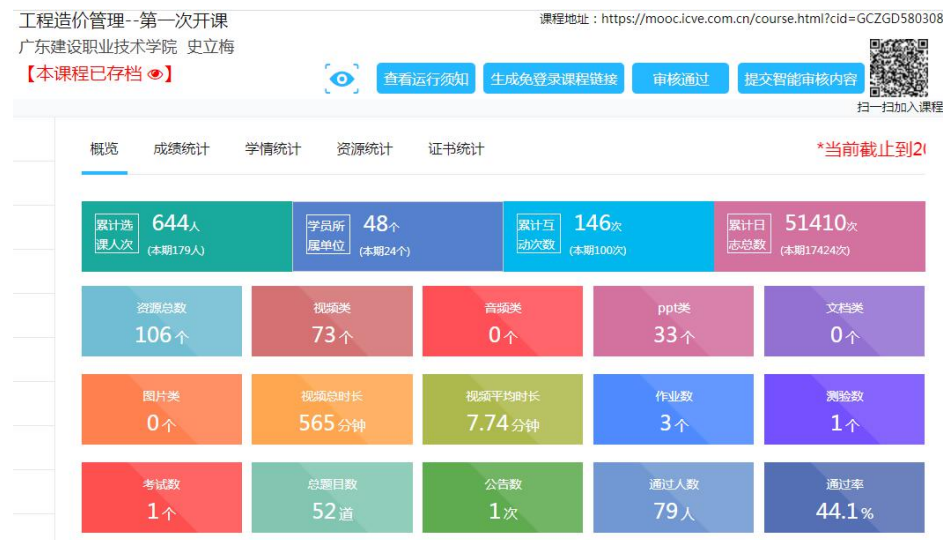 工程造价管理--第一次开课
课程地址：https://mooc.icve.com.cn/course.html?cid=GCZGD580308
广东建设职业技术学院 史立梅
【本课程已存档】
查看运行须知 生成免登录课程链接 审核通过 提交智能审核内容
扫一扫加入课程
概览 成绩统计 学情统计 资源统计 证书统计
*当前截止到20
累计选课人次 644人 (本期179人)
学员所属单位 48个 (本期24个)
累计互动次数 146次 (本期100次)
累计日志总数 51410次 (本期17424次)
资源总数 视频类 音频类 ppt类 文档类
106个 73个 0个 33个 0个
图片类 视频总时长 视频平均时长 作业数 测验数
0个 565分钟 7.74分钟 3个 1个
考试数 总题目数 公告数 通过人数 通过率
1个 52道 1次 79人 44.1%